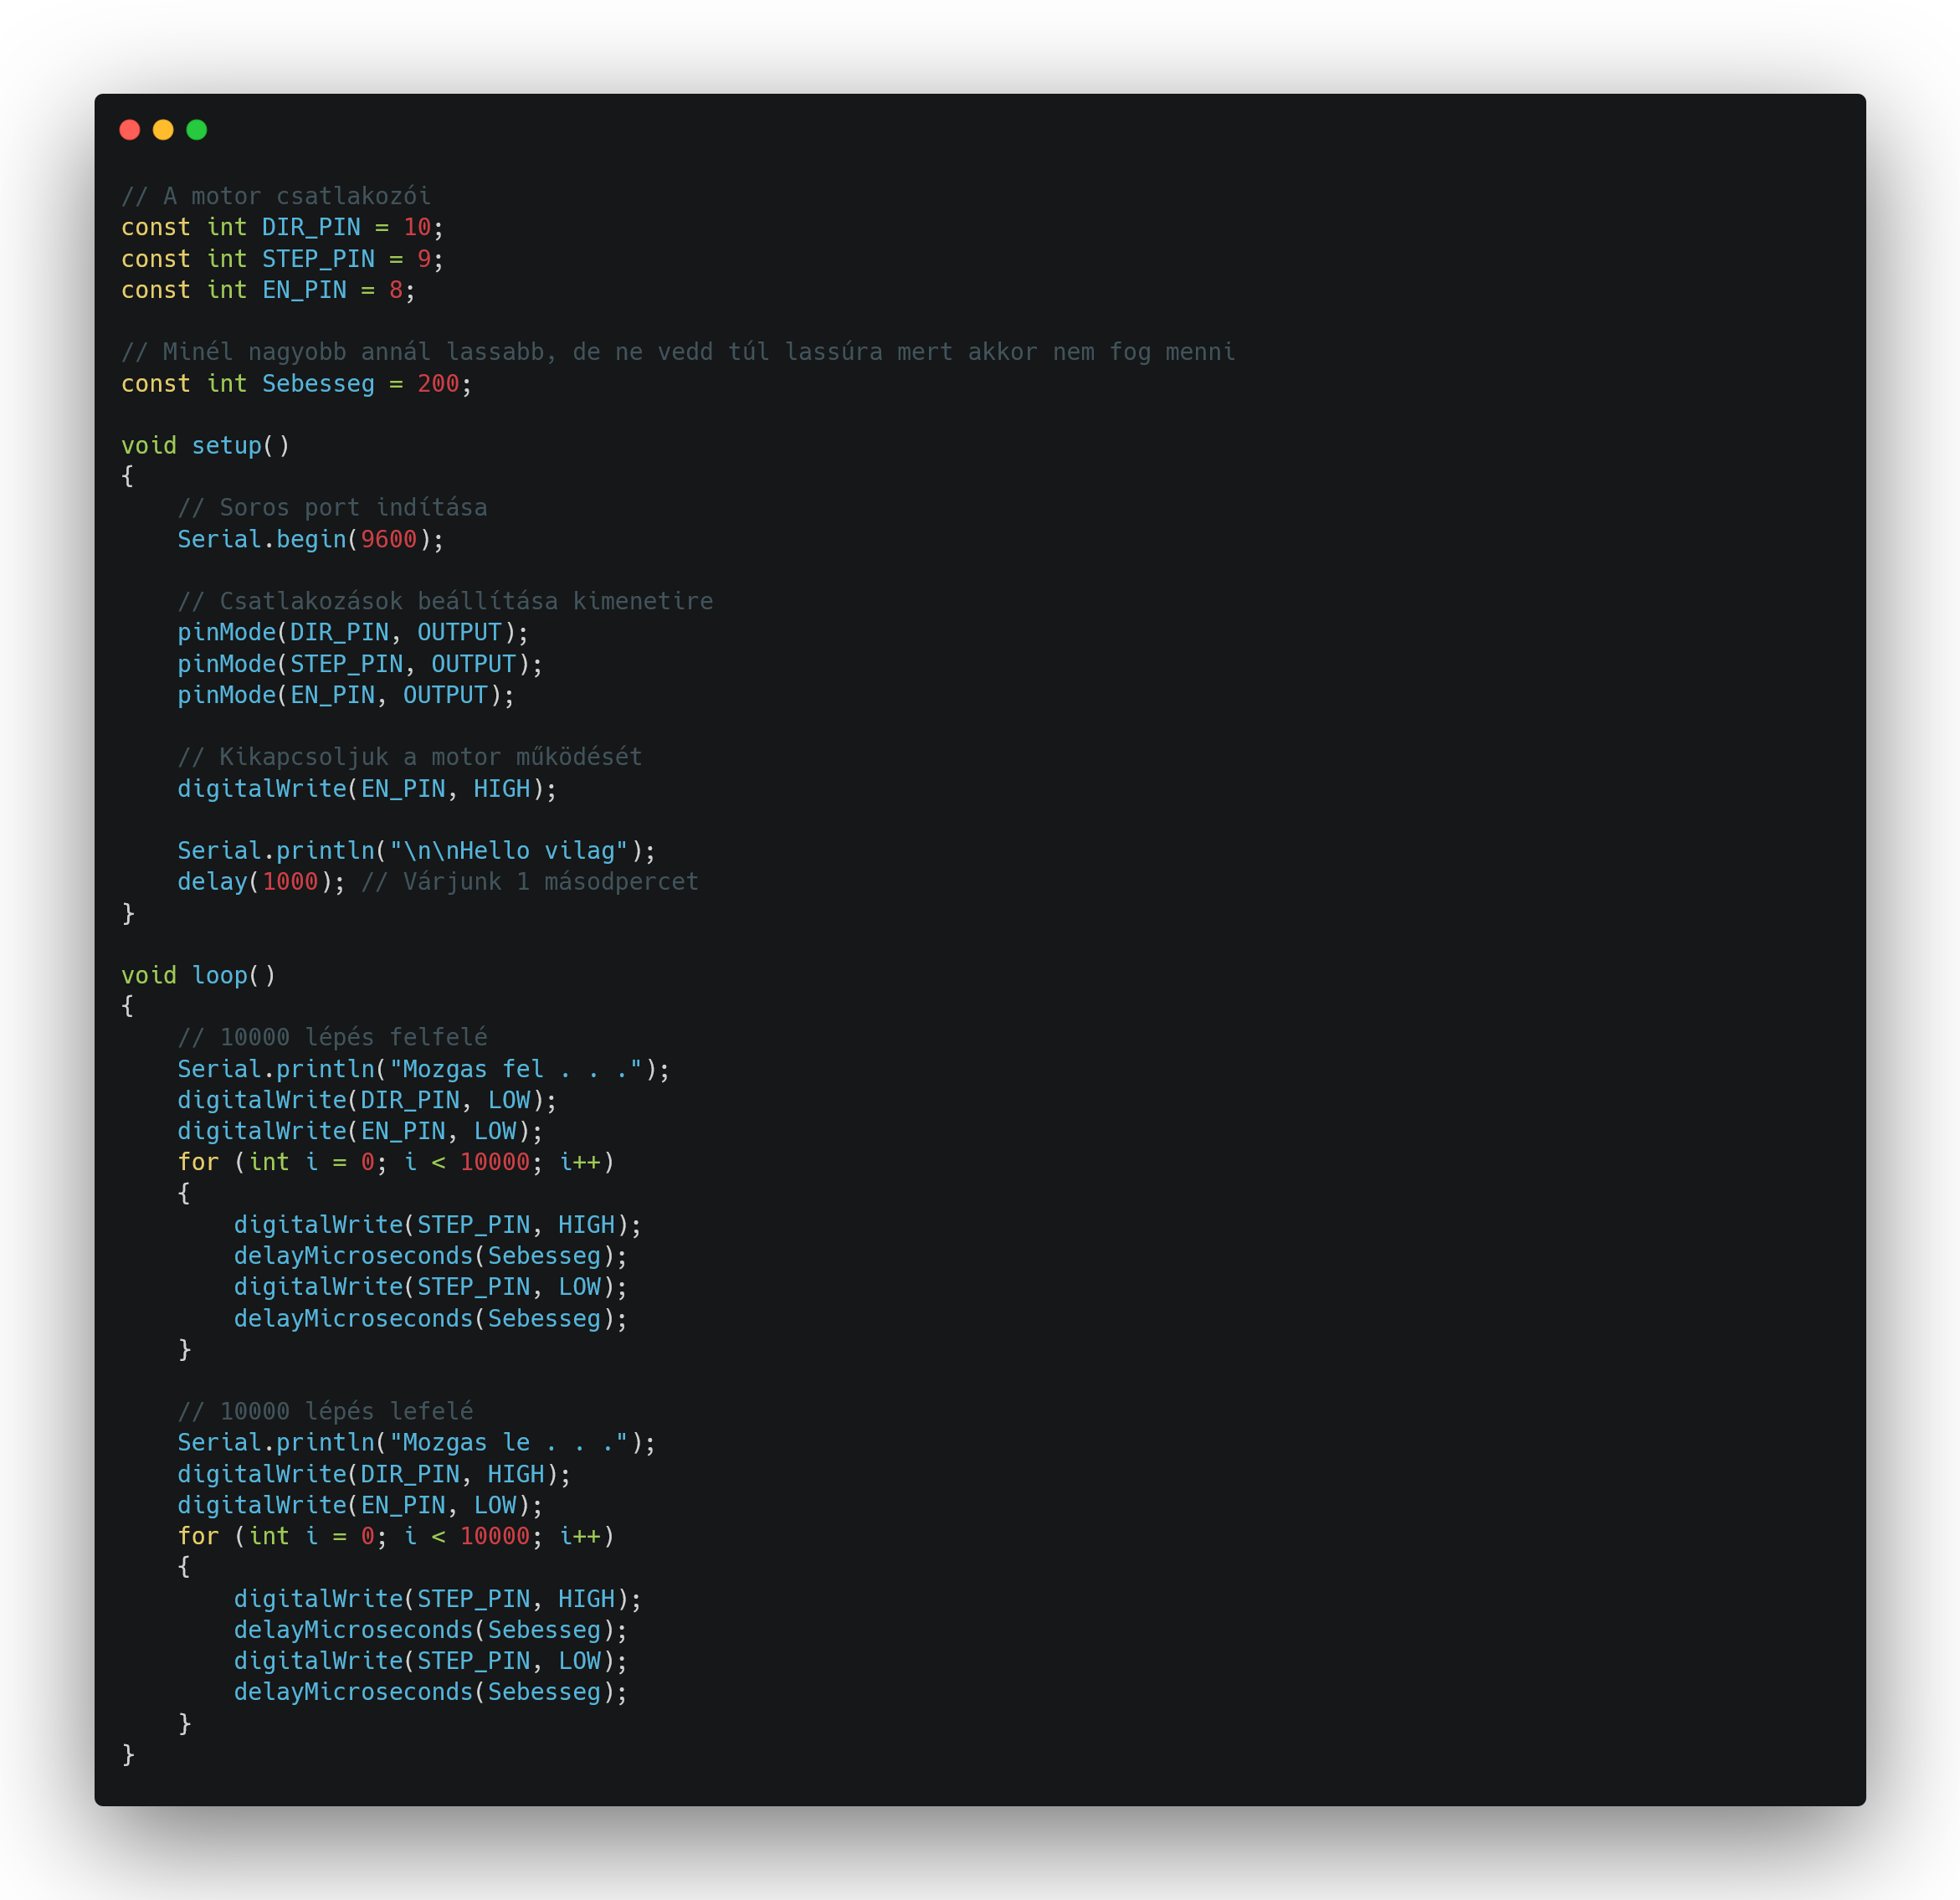 // A motor csatlakozói
const int DIR_PIN = 10;
const int STEP_PIN = 9;
const int EN_PIN = 8;

// Minél nagyobb annál lassabb, de ne vedd túl lassúra mert akkor nem fog menni
const int Sebesseg = 200;

void setup()
{
    // Soros port indítása
    Serial.begin(9600);

    // Csatlakozások beállítása kimenetire
    pinMode(DIR_PIN, OUTPUT);
    pinMode(STEP_PIN, OUTPUT);
    pinMode(EN_PIN, OUTPUT);

    // Kikapcsoljuk a motor működését
    digitalWrite(EN_PIN, HIGH);

    Serial.println("\n\nHello vilag");
    delay(1000); // Várjunk 1 másodpercet
}

void loop()
{
    // 10000 lépés felfelé
    Serial.println("Mozgas fel . . .");
    digitalWrite(DIR_PIN, LOW);
    digitalWrite(EN_PIN, LOW);
    for (int i = 0; i < 10000; i++)
    {
        digitalWrite(STEP_PIN, HIGH);
        delayMicroseconds(Sebesseg);
        digitalWrite(STEP_PIN, LOW);
        delayMicroseconds(Sebesseg);
    }

    // 10000 lépés lefelé
    Serial.println("Mozgas le . . .");
    digitalWrite(DIR_PIN, HIGH);
    digitalWrite(EN_PIN, LOW);
    for (int i = 0; i < 10000; i++)
    {
        digitalWrite(STEP_PIN, HIGH);
        delayMicroseconds(Sebesseg);
        digitalWrite(STEP_PIN, LOW);
        delayMicroseconds(Sebesseg);
    }
}